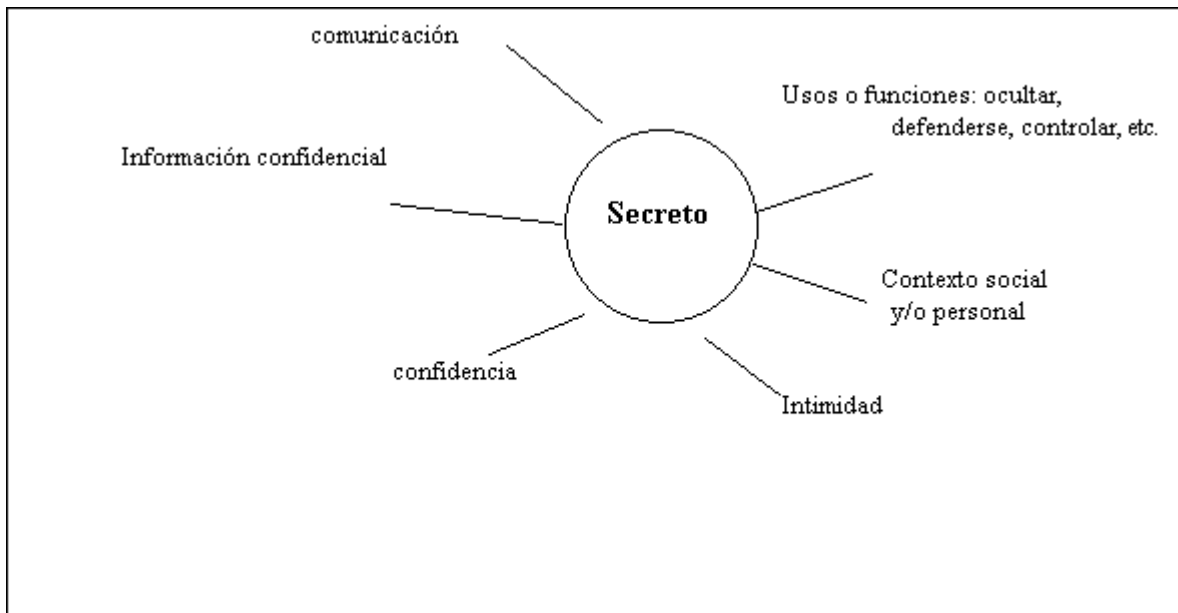 comunicación
Usos o funciones: ocultar,
defenderse, controlar, etc.
Información confidencial
Secreto
Contexto social
y/o personal
confidencia
Intimidad